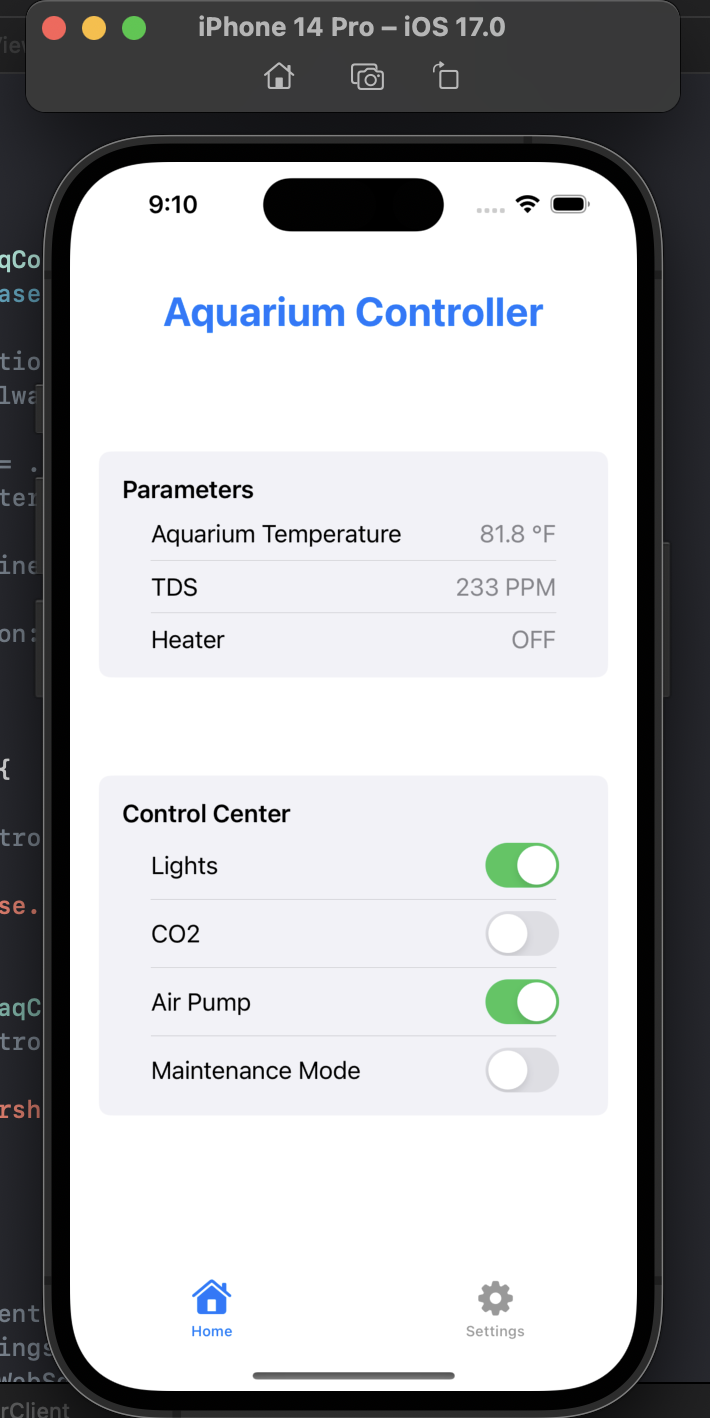 iPhone 14 Pro – iOS 17.0
9:10
Aquarium Controller
Parameters
Aquarium Temperature 81.8 °F
TDS 233 PPM
Heater OFF
Control Center
Lights
CO2
Air Pump
Maintenance Mode
Home
Settings
qCo
ase
tio
lwa
= .
ter
ine
on:
{
tro
se.
aqC
tro
rsh
ent
ings
rClient